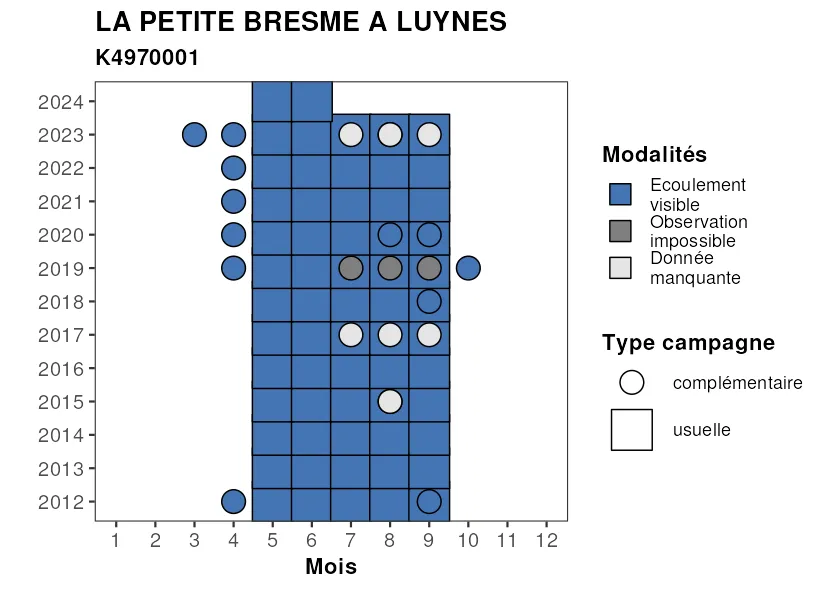 LA PETITE BRESME A LUYNES
K4970001
2024
2023
2022
2021
2020
2019
2018
2017
2016
2015
2014
2013
2012
1 2 3 4 5 6 7 8 9 10 11 12
Mois
Modalités
Ecoulement
visible
Observation
impossible
Donnée
manquante
Type campagne
complémentaire
usuelle